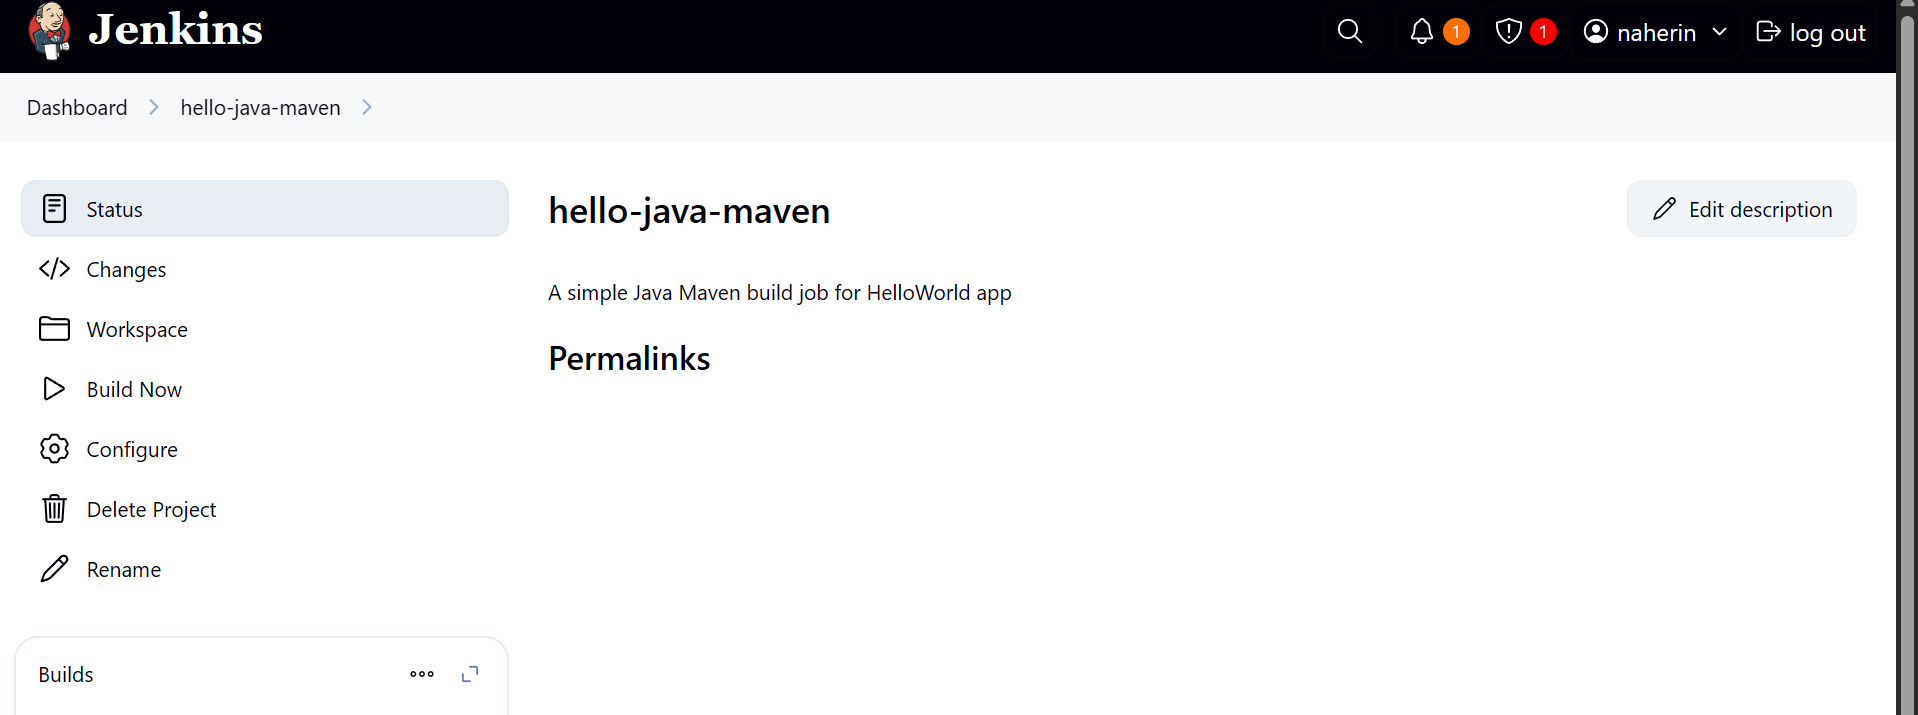 Jenkins
1
1
naherin
log out
Dashboard
hello-java-maven
Status
Changes
Workspace
Build Now
Configure
Delete Project
Rename
Builds
hello-java-maven
Edit description
A simple Java Maven build job for HelloWorld app
Permalinks